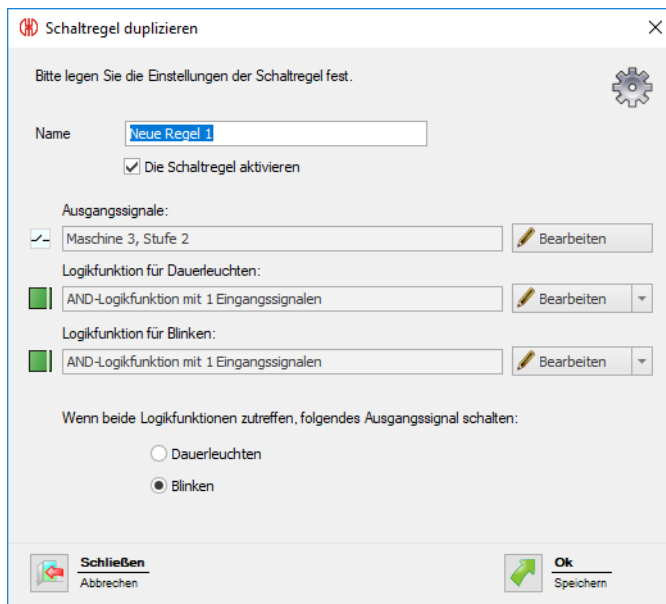 Schaltregel duplizieren
Bitte legen Sie die Einstellungen der Schaltregel fest.
Name
Neue Regel 1
Die Schaltregel aktivieren
Ausgangssignale:
Maschine 3, Stufe 2
Bearbeiten
Logikfunktion für Dauerleuchten:
AND-Logikfunktion mit 1 Eingangssignalen
Bearbeiten
Logikfunktion für Blinken:
AND-Logikfunktion mit 1 Eingangssignalen
Bearbeiten
Wenn beide Logikfunktionen zutreffen, folgendes Ausgangssignal schalten:
Dauerleuchten
Blinken
Schließen
Abbrechen
Ok
Speichern